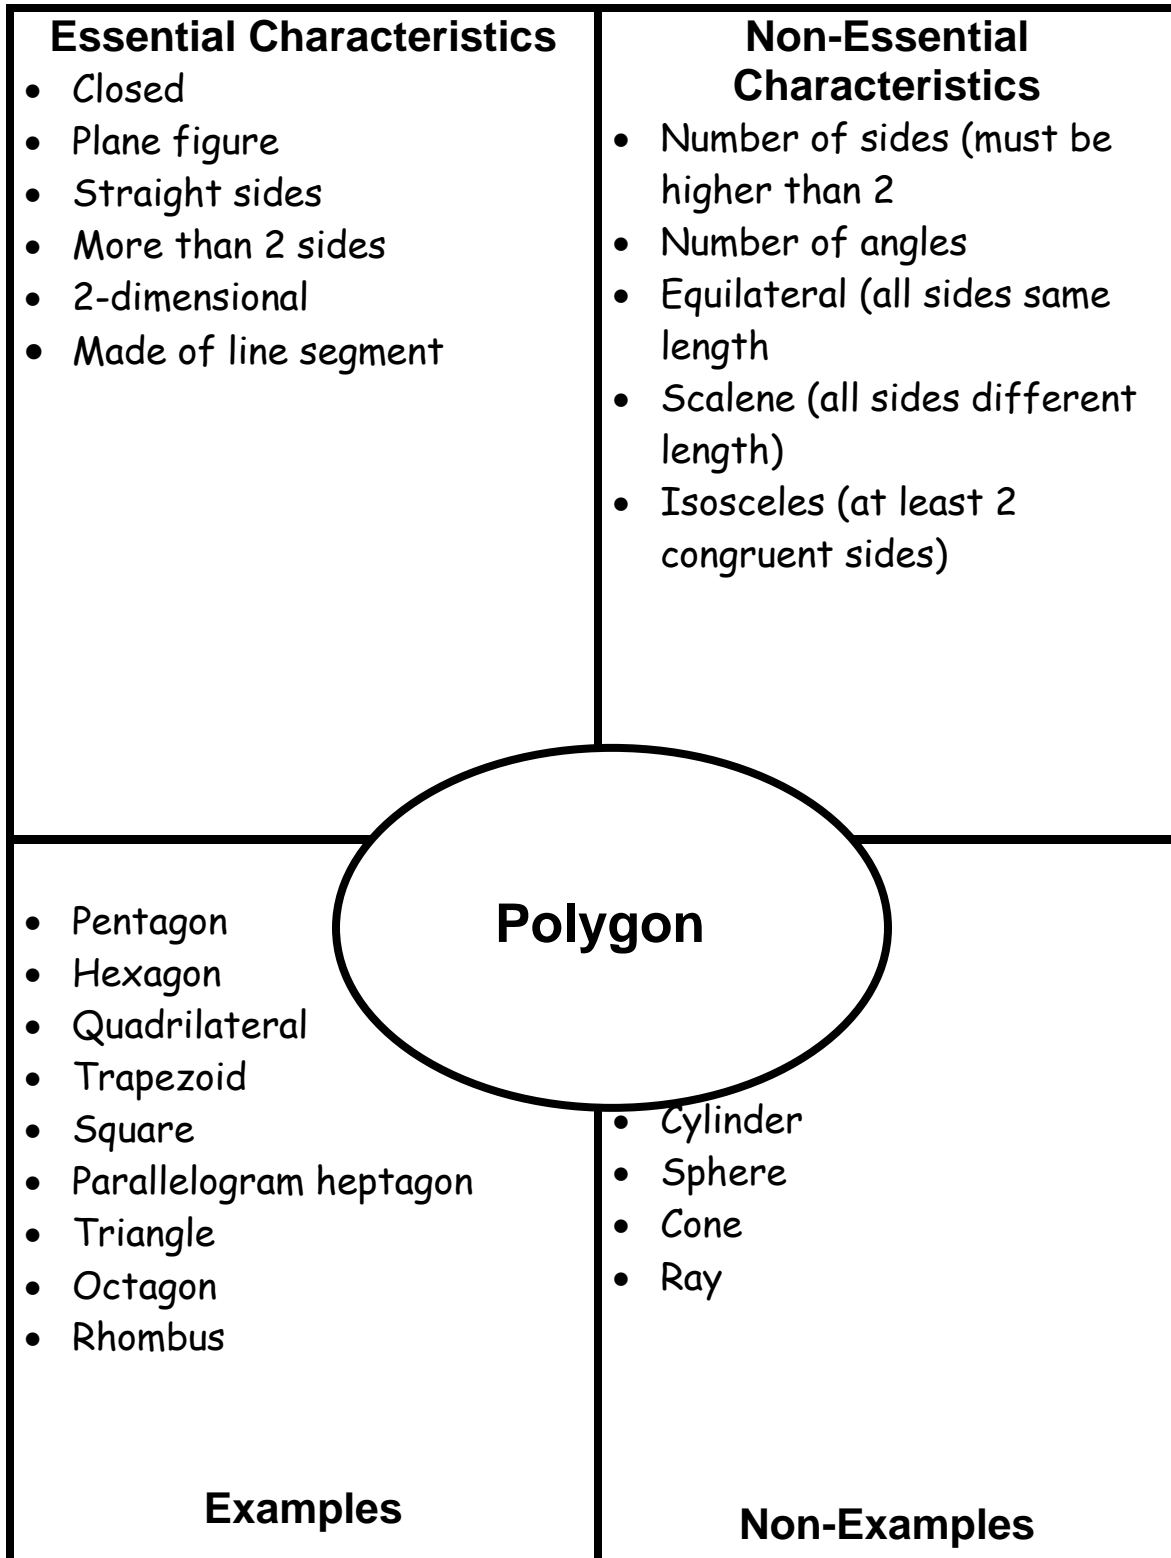 Essential Characteristics
• Closed
• Plane figure
• Straight sides
• More than 2 sides
• 2-dimensional
• Made of line segment
Non-Essential
Characteristics
• Number of sides (must be
higher than 2
• Number of angles
• Equilateral (all sides same
length
• Scalene (all sides different
length)
• Isosceles (at least 2
congruent sides)
Polygon
• Pentagon
• Hexagon
• Quadrilateral
• Trapezoid
• Square
• Parallelogram heptagon
• Triangle
• Octagon
• Rhombus
Examples
• Cylinder
• Sphere
• Cone
• Ray
Non-Examples